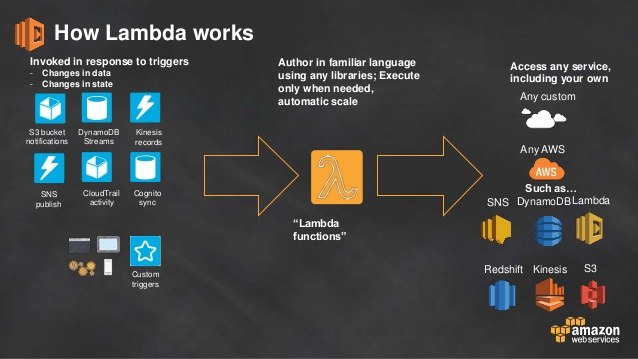 How Lambda works
Invoked in response to triggers
- Changes in data
- Changes in state
S3 bucket
notifications
DynamoDB
Streams
Kinesis
records
SNS
publish
CloudTrail
activity
Cognito
sync
Custom
triggers
Author in familiar language
using any libraries; Execute
only when needed,
automatic scale
λ
“Lambda
functions”
Access any service,
including your own
Any custom
Any AWS
AWS
Such as…
SNS DynamoDB Lambda
Redshift Kinesis S3
amazon
web services